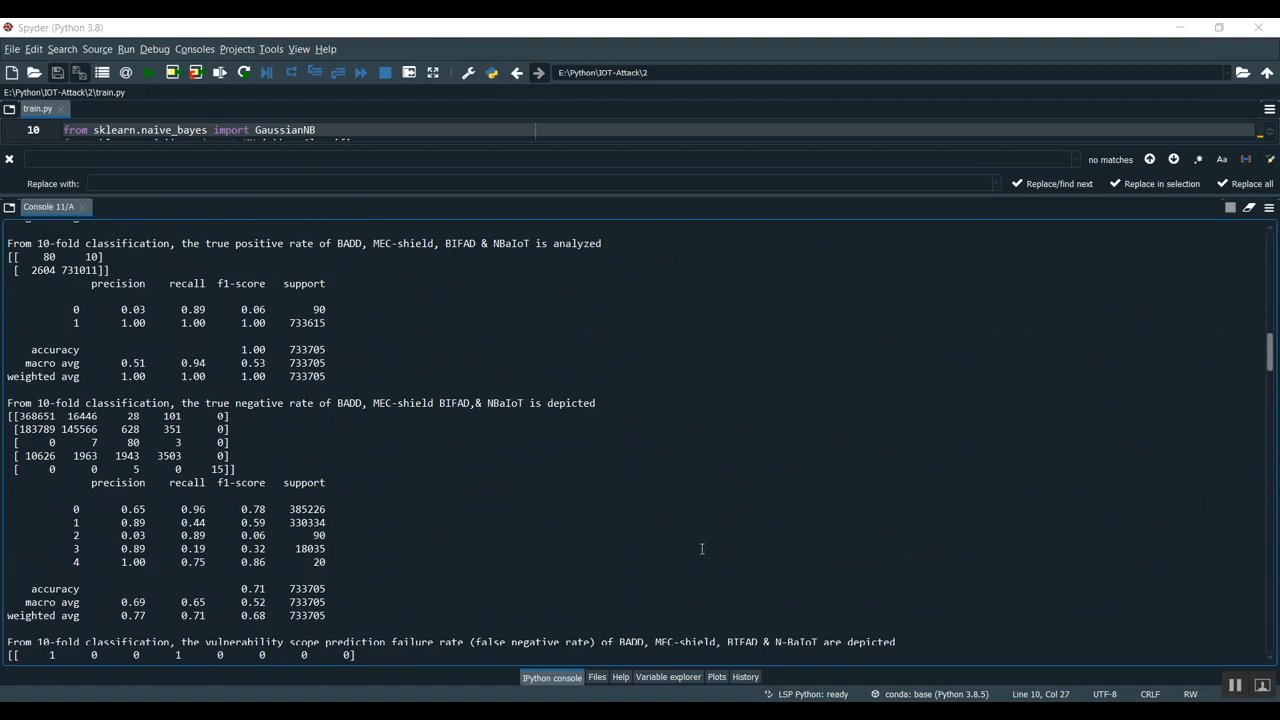 Spyder (Python 3.8)
File Edit Search Source Run Debug Consoles Projects Tools View Help
E:\Python\IOT-Attack\2
E:\Python\IOT-Attack\2\train.py
train.py
10 from sklearn.naive_bayes import GaussianNB
no matches
Aa
Replace with:
Replace/find next Replace in selection Replace all
Console 11/A
From 10-fold classification, the true positive rate of BADD, MEC-shield, BIFAD & NBaIoT is analyzed
[[ 80 10]
[ 2604 731011]]
precision recall f1-score support
0 0.03 0.89 0.06 90
1 1.00 1.00 1.00 733615
accuracy 1.00 733705
macro avg 0.51 0.94 0.53 733705
weighted avg 1.00 1.00 1.00 733705
From 10-fold classification, the true negative rate of BADD, MEC-shield BIFAD,& NBaIoT is depicted
[[368651 16446 28 101 0]
[183789 145566 628 351 0]
[ 0 7 80 3 0]
[ 10626 1963 1943 3503 0]
[ 0 0 5 0 15]]
precision recall f1-score support
0 0.65 0.96 0.78 385226
1 0.89 0.44 0.59 330334
2 0.03 0.89 0.06 90
3 0.89 0.19 0.32 18035
4 1.00 0.75 0.86 20
accuracy 0.71 733705
macro avg 0.69 0.65 0.52 733705
weighted avg 0.77 0.71 0.68 733705
From 10-fold classification, the vulnerability scope prediction failure rate (false negative rate) of BADD, MEC-shield, BIFAD & N-BaIoT are depicted
[[ 1 0 0 1 0 0 0 0]
IPython console Files Help Variable explorer Plots History
LSP Python: ready conda: base (Python 3.8.5) Line 10, Col 27 UTF-8 CRLF RW